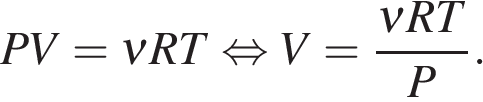 PV = νRT ⇔ V = νRT/P.